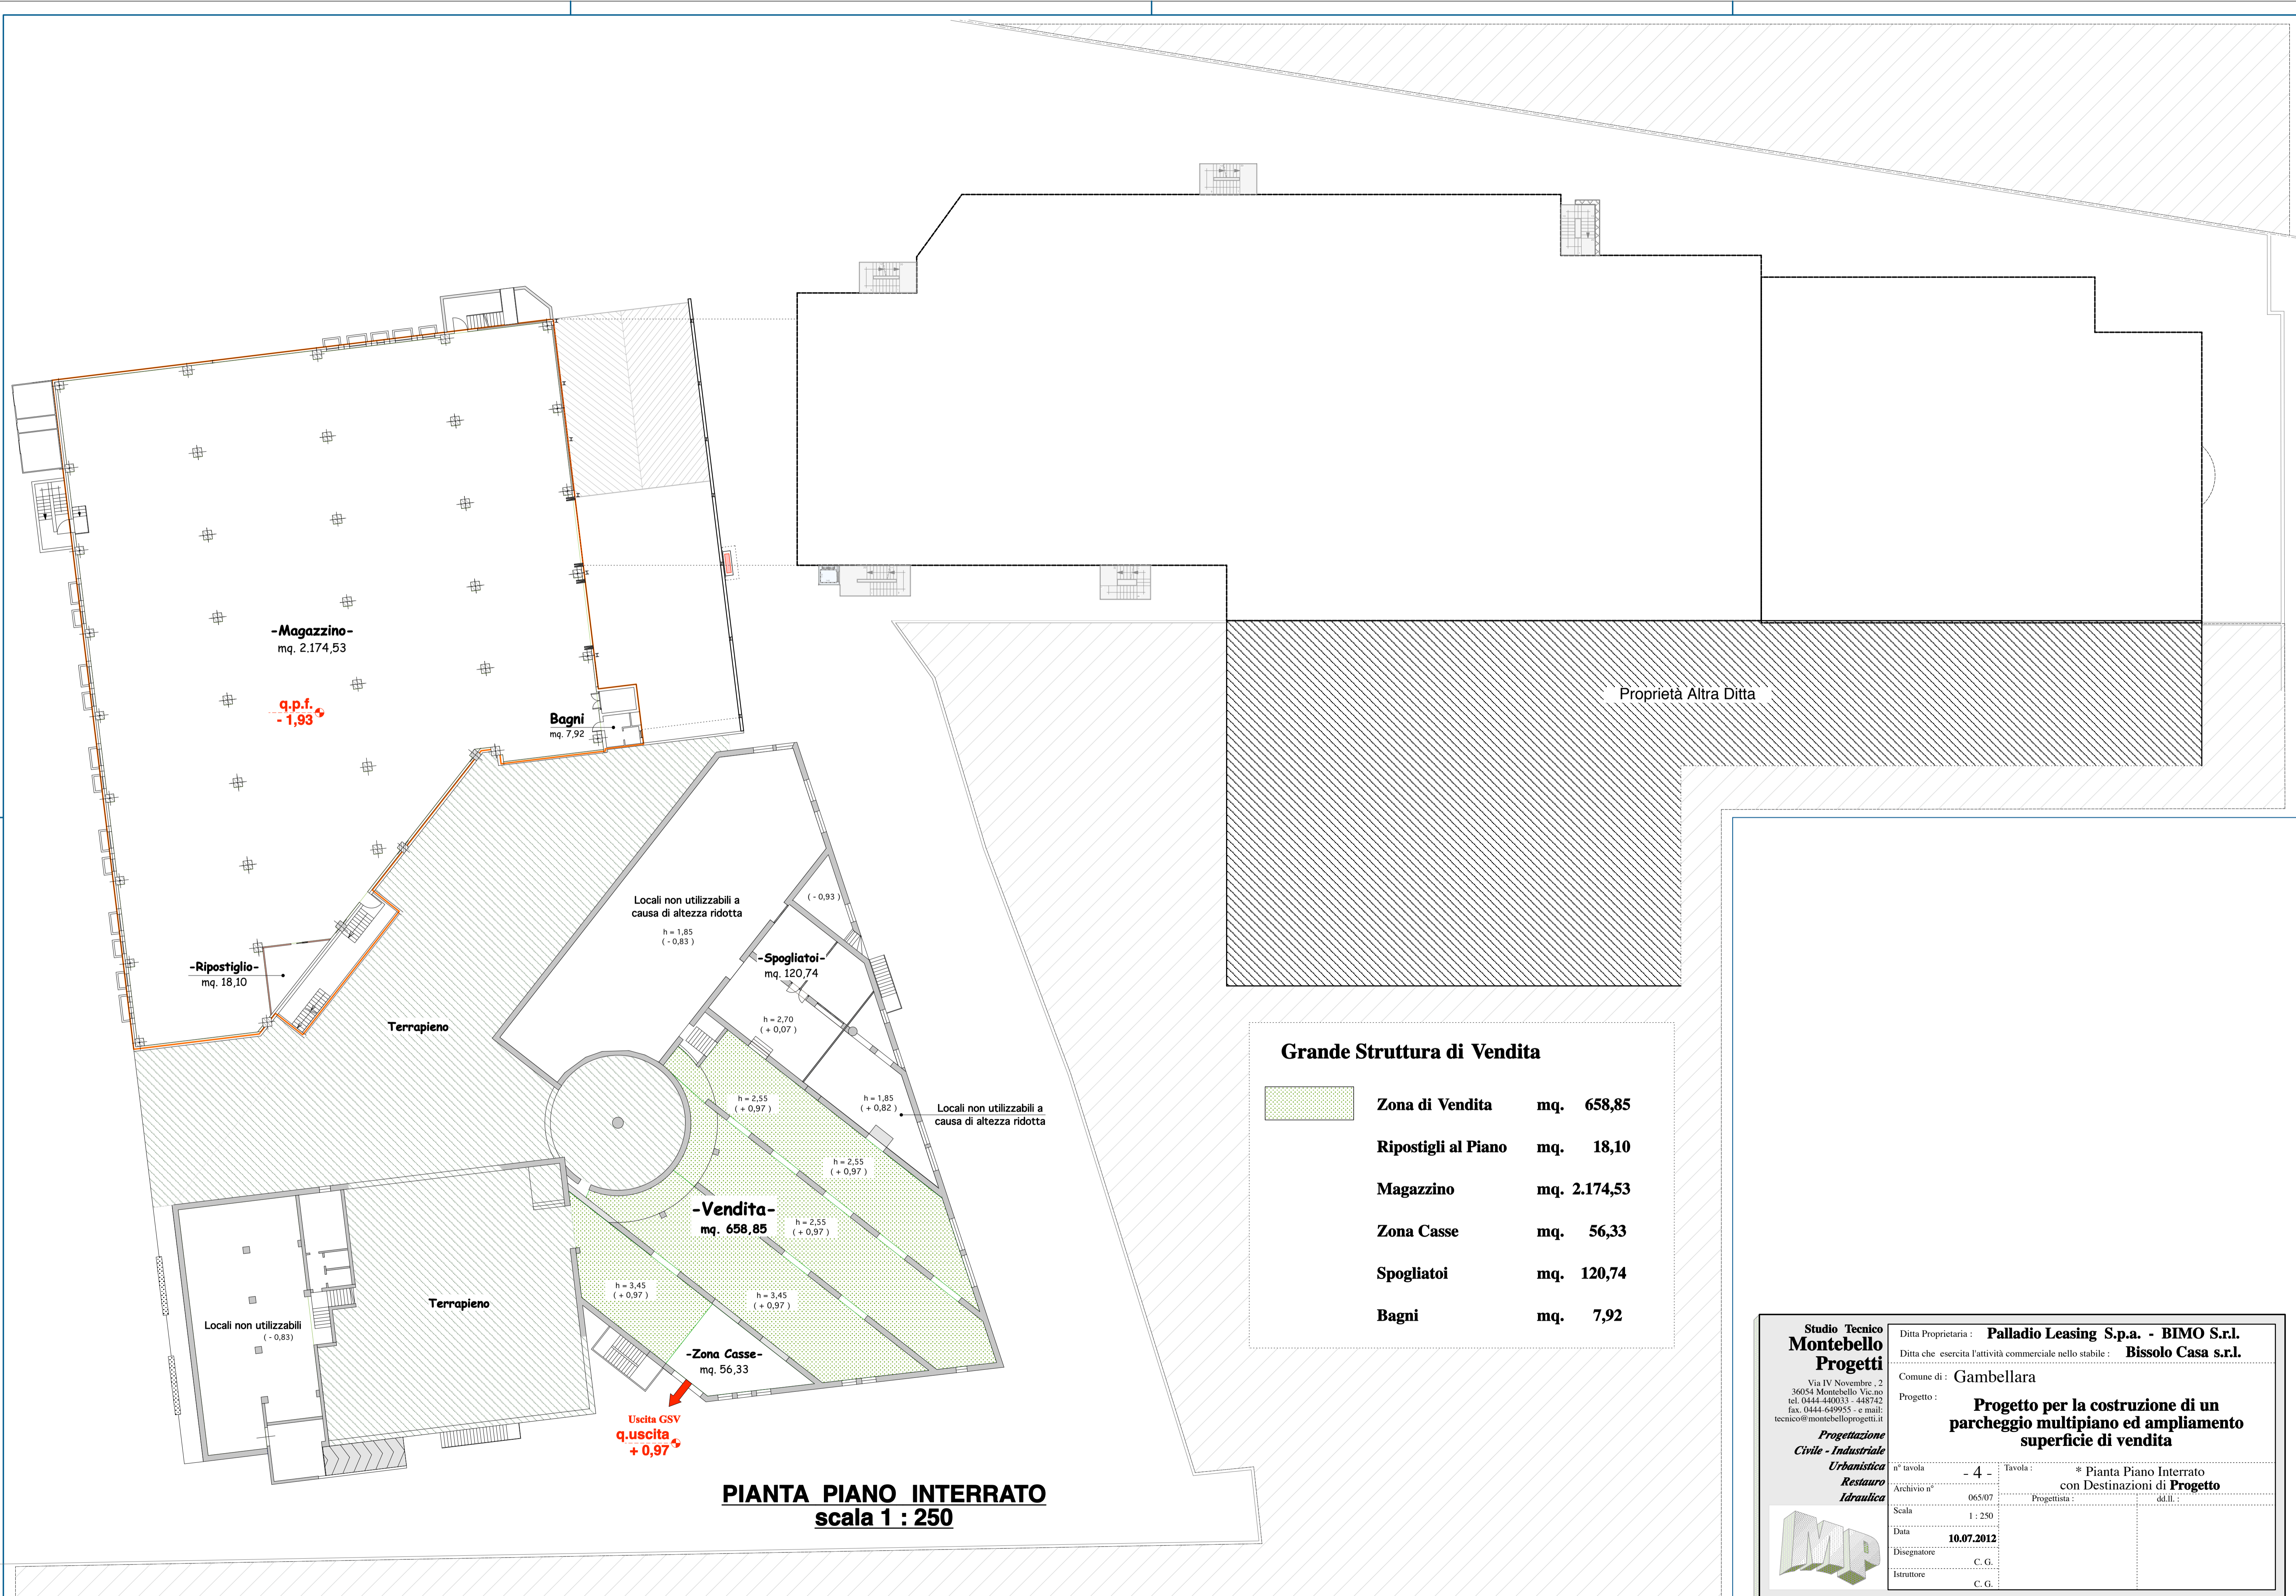 -Magazzino-
mq. 2.174,53
q.p.f.
- 1,93
Bagni
mq. 7,92
Proprietà Altra Ditta
Locali non utilizzabili a
causa di altezza ridotta
h = 1,85
( - 0,83 )
( - 0,93 )
-Spogliatoi-
mq. 120,74
h = 2,70
( + 0,07 )
-Ripostiglio-
mq. 18,10
Terrapieno
h = 2,55
( + 0,97 )
h = 1,85
( + 0,82 )
Locali non utilizzabili a
causa di altezza ridotta
h = 2,55
( + 0,97 )
-Vendita-
mq. 658,85
h = 2,55
( + 0,97 )
h = 3,45
( + 0,97 )
h = 3,45
( + 0,97 )
Terrapieno
Locali non utilizzabili
( - 0,83)
-Zona Casse-
mq. 56,33
Uscita GSV
q.uscita
+ 0,97
PIANTA PIANO INTERRATO
scala 1 : 250
Grande Struttura di Vendita
Zona di Vendita mq. 658,85
Ripostigli al Piano mq. 18,10
Magazzino mq. 2.174,53
Zona Casse mq. 56,33
Spogliatoi mq. 120,74
Bagni mq. 7,92
Studio Tecnico
Montebello
Progetti
Via IV Novembre , 2
36054 Montebello Vic.no
tel. 0444-440033 - 448742
fax. 0444-649955 - e mail:
tecnico@montebelloprogetti.it
Progettazione
Civile - Industriale
Urbanistica
Restauro
Idraulica
MP
Ditta Proprietaria : Palladio Leasing S.p.a. - BIMO S.r.l.
Ditta che esercita l'attività commerciale nello stabile : Bissolo Casa s.r.l.
Comune di : Gambellara
Progetto :
Progetto per la costruzione di un
parcheggio multipiano ed ampliamento
superficie di vendita
n° tavola - 4 -
Tavola : * Pianta Piano Interrato
con Destinazioni di Progetto
Archivio n° 065/07
Progettista : dd.ll. :
Scala 1 : 250
Data 10.07.2012
Disegnatore C. G.
Istruttore C. G.